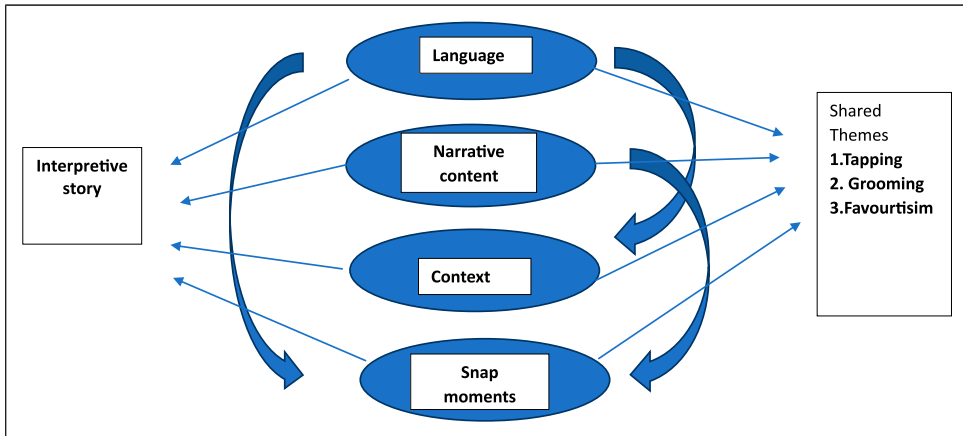 Language
Narrative
content
Context
Snap
moments
Interpretive
story
Shared
Themes
1.Tapping
2. Grooming
3.Favourtisim